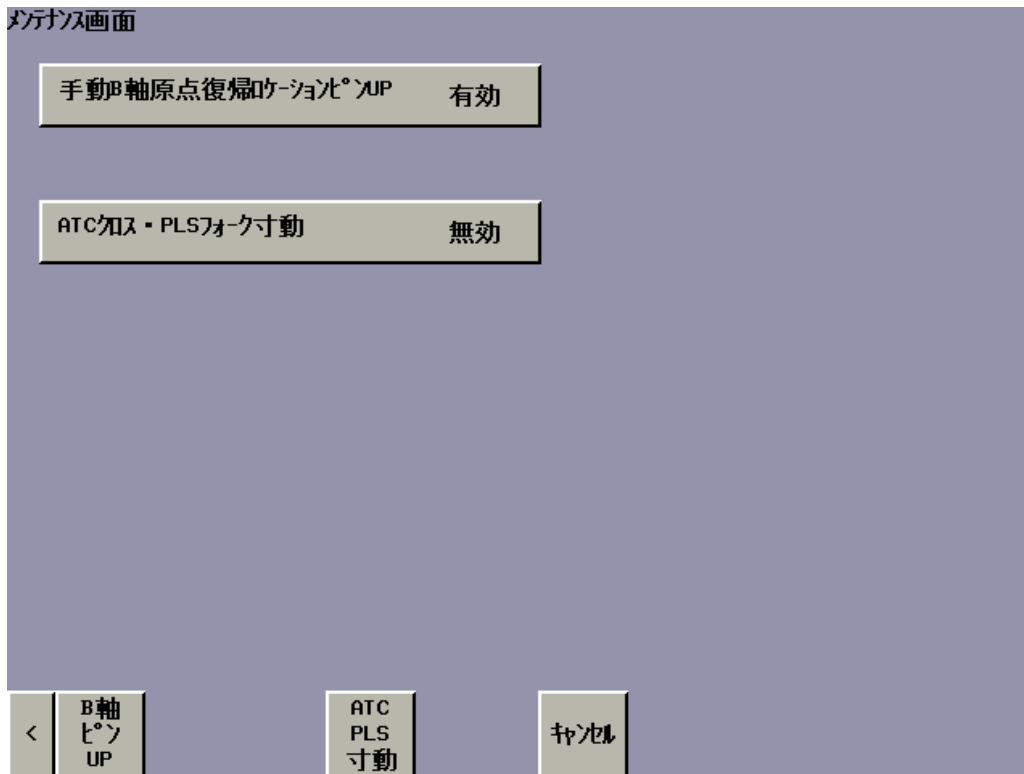 ﾒﾝﾃﾅﾝｽ画面
手動B軸原点復帰ﾛｹｰｼｮﾝﾋﾟﾝUP 有効
ATCｸﾛｽ・PLSﾌｫｰｸ寸動 無効
<
B軸
ピン
UP
ATC
PLS
寸動
ｷｬﾝｾﾙ